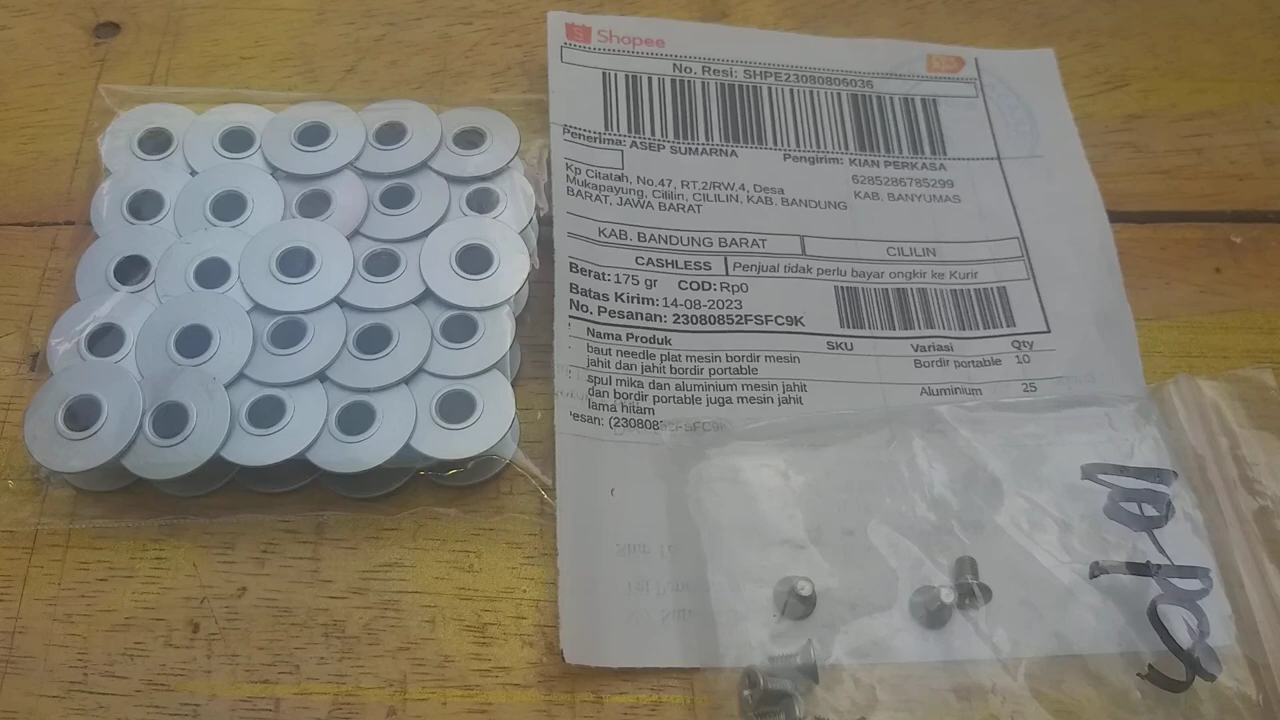 Shopee
No. Resi: SHPE23080806036
Penerima: ASEP SUMARNA Pengirim: KIAN PERKASA
Kp Citatah, No.47, RT.2/RW.4, Desa 6285286785299
Mukapayung, Cililin, CILILIN, KAB. BANDUNG KAB. BANYUMAS
BARAT, JAWA BARAT
KAB. BANDUNG BARAT CILILIN
CASHLESS Penjual tidak perlu bayar ongkir ke Kurir
Berat: 175 gr COD: Rp0
Batas Kirim: 14-08-2023
No. Pesanan: 23080852FSFC9K
Nama Produk SKU Variasi Qty
baut needle plat mesin bordir mesin Bordir portable 10
jahit dan jahit bordir portable
spul mika dan aluminium mesin jahit Aluminium 25
dan bordir portable juga mesin jahit
lama hitam
esan: (23080852FSFC9K
10-pcs